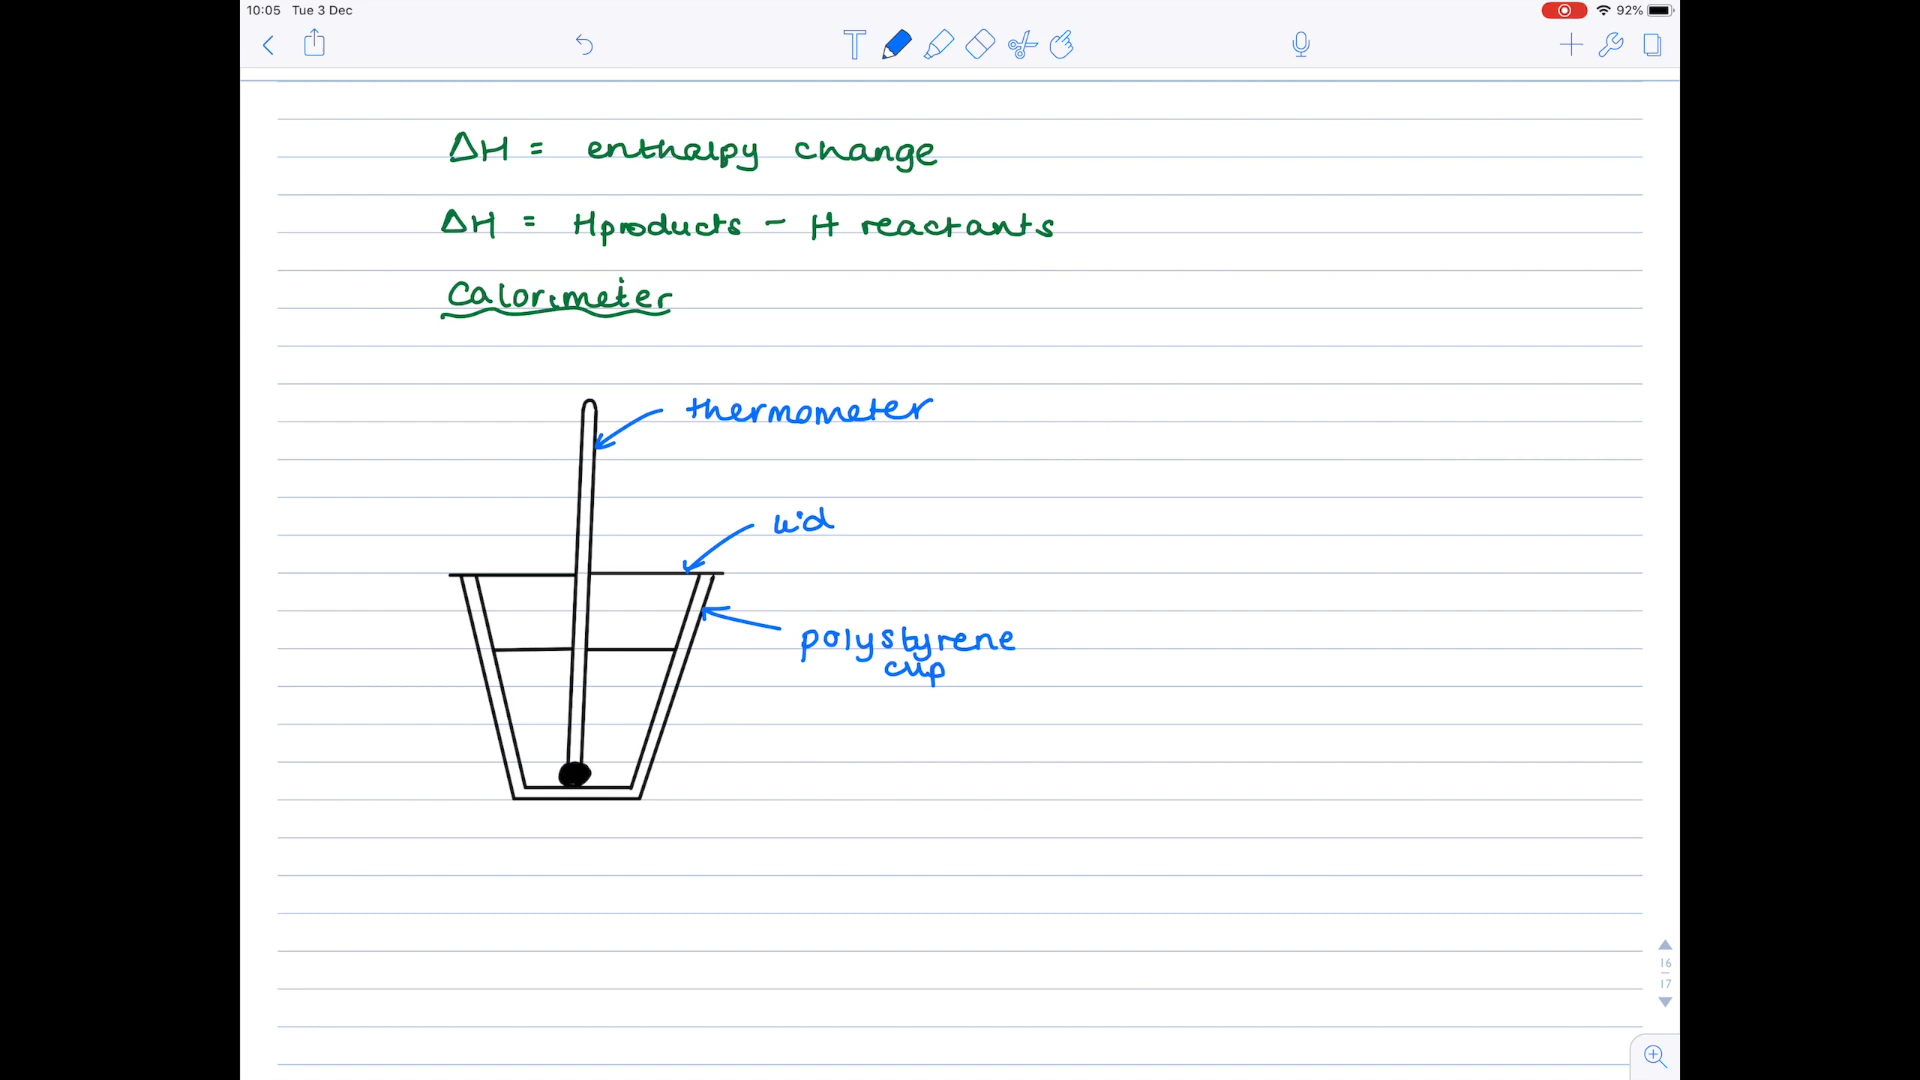 10:05 Tue 3 Dec
92%
T
ΔH = enthalpy change
ΔH = Hproducts - H reactants
Calorimeter
thermometer
lid
polystyrene
cup
16
17